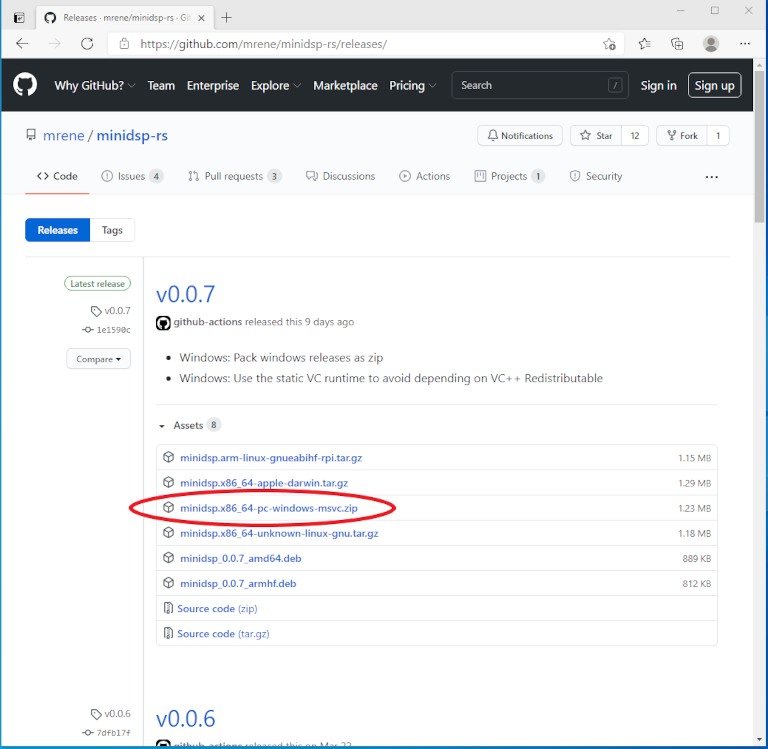 Releases · mrene/minidsp-rs · Git
https://github.com/mrene/minidsp-rs/releases/
Why GitHub? Team Enterprise Explore Marketplace Pricing Search / Sign in Sign up
mrene / minidsp-rs
Notifications Star 12 Fork 1
Code Issues 4 Pull requests 3 Discussions Actions Projects 1 Security ...
Releases Tags
Latest release
v0.0.7
1e1590c
Compare
v0.0.7
github-actions released this 9 days ago
• Windows: Pack windows releases as zip
• Windows: Use the static VC runtime to avoid depending on VC++ Redistributable
Assets 8
minidsp.arm-linux-gnueabihf-rpi.tar.gz 1.15 MB
minidsp.x86_64-apple-darwin.tar.gz 1.29 MB
minidsp.x86_64-pc-windows-msvc.zip 1.23 MB
minidsp.x86_64-unknown-linux-gnu.tar.gz 1.18 MB
minidsp_0.0.7_amd64.deb 889 KB
minidsp_0.0.7_armhf.deb 812 KB
Source code (zip)
Source code (tar.gz)
v0.0.6
7dfb17f
v0.0.6
github-actions released this on Mar 22